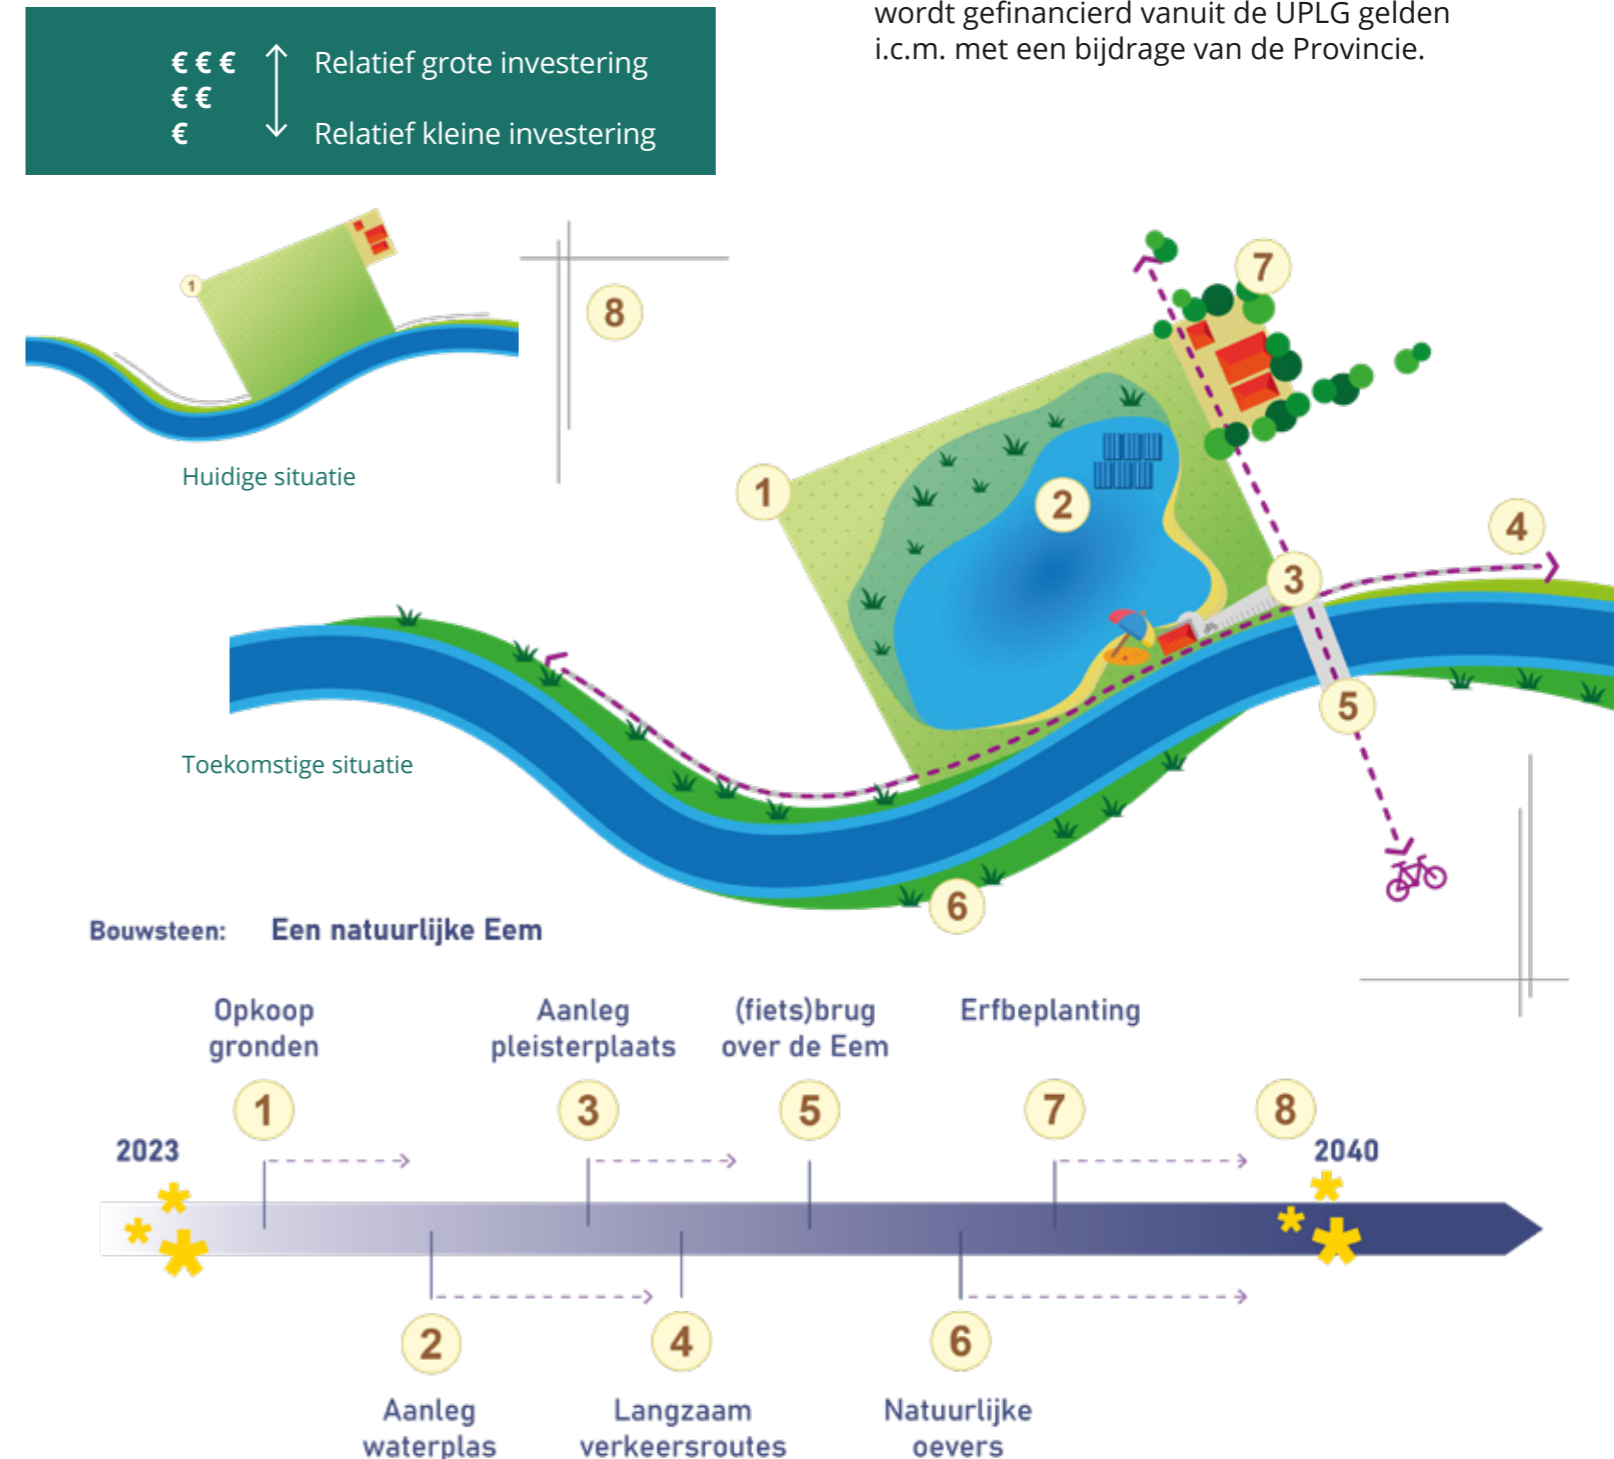 wordt gefinancierd vanuit de UPLG gelden
i.c.m. met een bijdrage van de Provincie.
€ € € Relatief grote investering
€ €
€ Relatief kleine investering
1
8
Huidige situatie
7
1
2
4
3
5
Toekomstige situatie
6
Bouwsteen: Een natuurlijke Eem
Opkoop
gronden
Aanleg
pleisterplaats
(fiets)brug
over de Eem
Erfbeplanting
1
3
5
7
8
2023
2040
2
4
6
Aanleg
waterplas
Langzaam
verkeersroutes
Natuurlijke
oevers